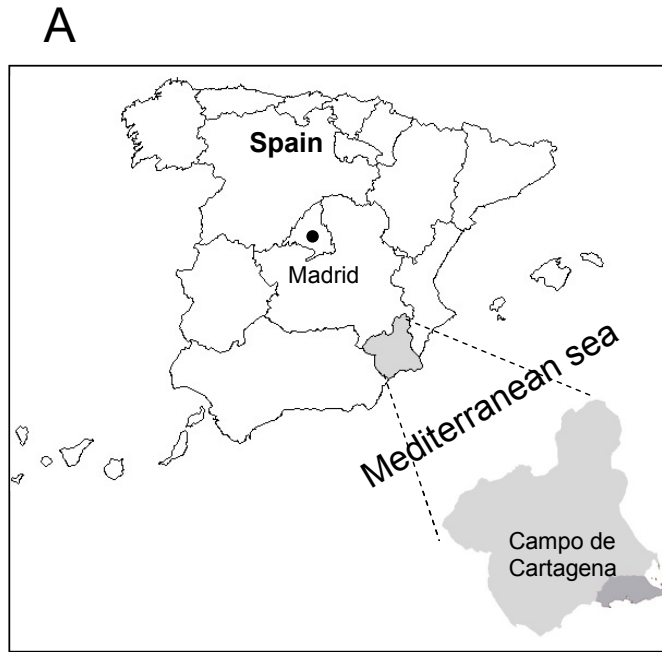 A
Spain
Madrid
Mediterranean sea
Campo de
Cartagena